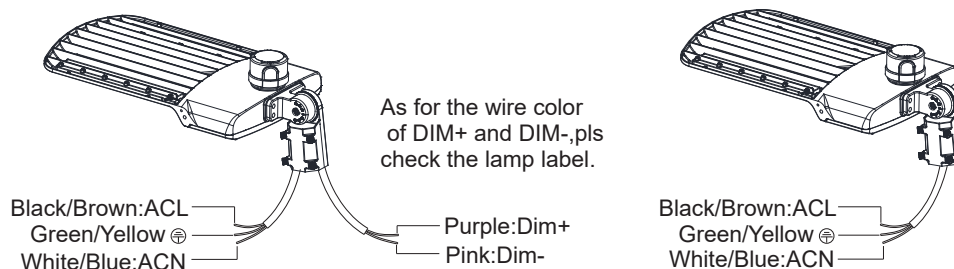 As for the wire color
of DIM+ and DIM-,pls
check the lamp label.
Black/Brown:ACL
Green/Yellow
White/Blue:ACN
Purple:Dim+
Pink:Dim-
Black/Brown:ACL
Green/Yellow
White/Blue:ACN